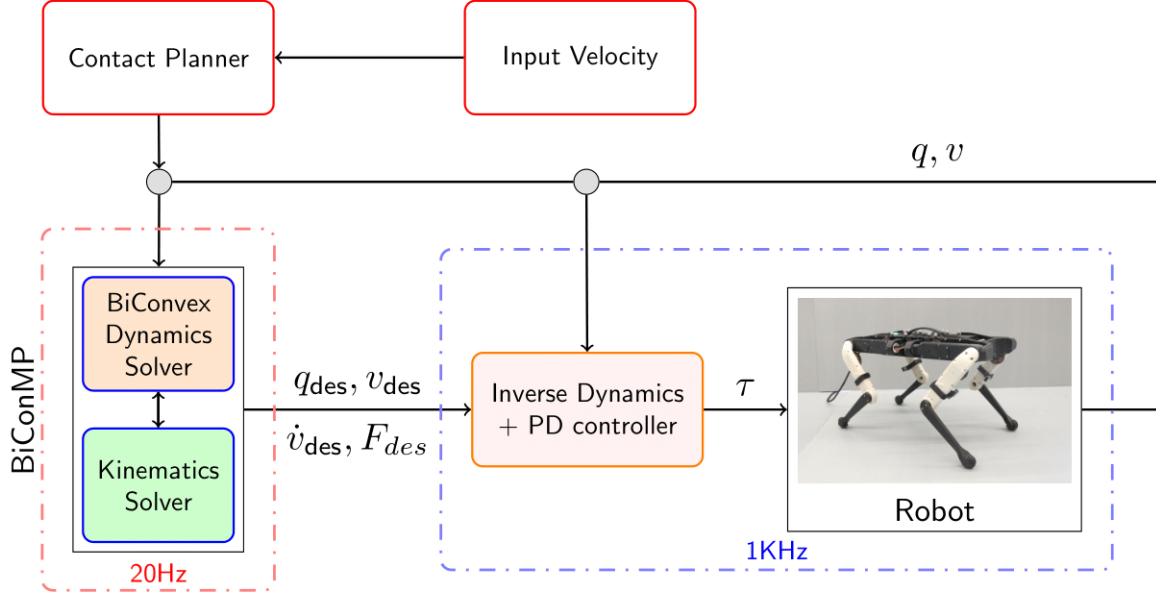 Contact Planner
Input Velocity
q, v
BiConMP
BiConvex
Dynamics
Solver
Kinematics
Solver
20Hz
q_des, v_des
v̇_des, F_des
Inverse Dynamics
+ PD controller
τ
Robot
1KHz